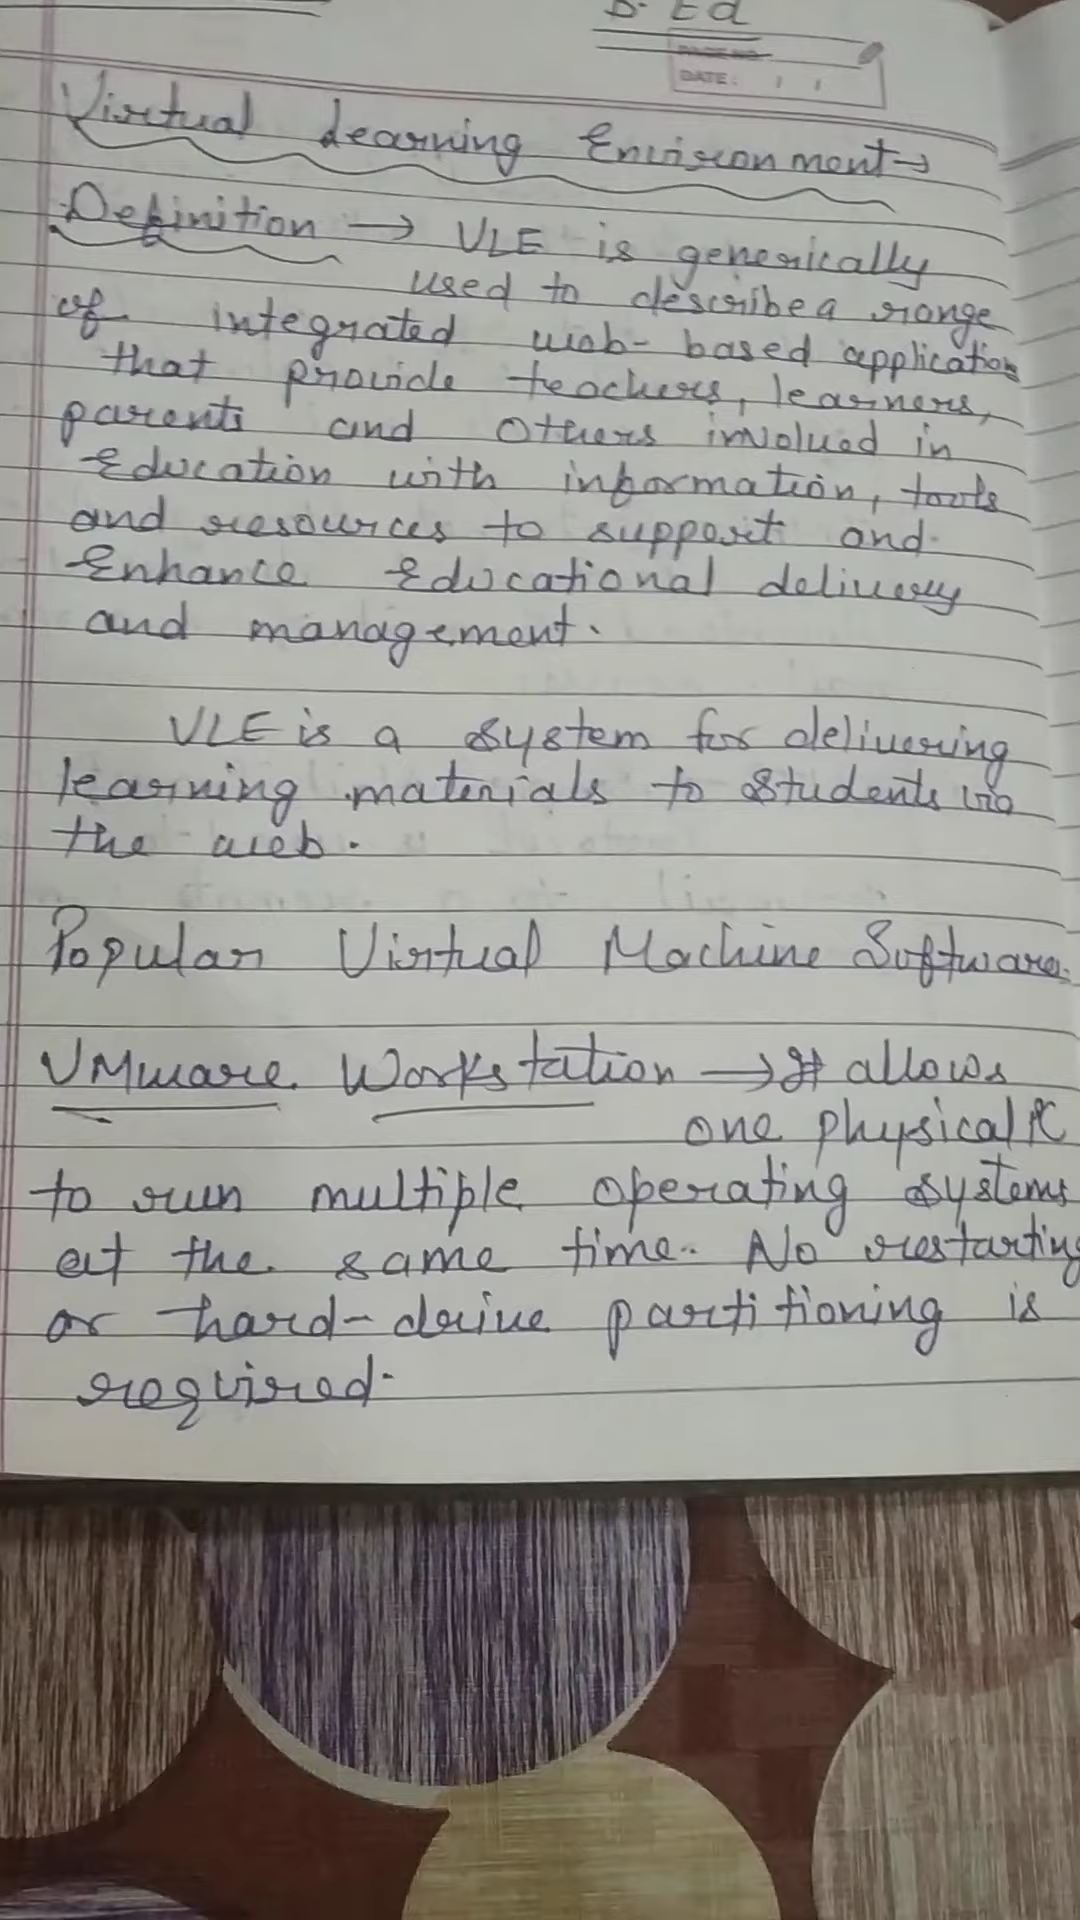 B. Ed
PAGE NO.
DATE: / /
Virtual Learning Environment →
Definition → VLE is generically
used to describe a range
of integrated web-based application
that provide teachers, learners,
parents and others involved in
Education with information, tools
and resources to support and
Enhance Educational delivery
and management.
VLE is a system for delivering
learning materials to students via
the web.
Popular Virtual Machine Software.
VMware Workstation → It allows
one physical PC
to run multiple operating systems
at the same time. No restarting
or hard-drive partitioning is
required.